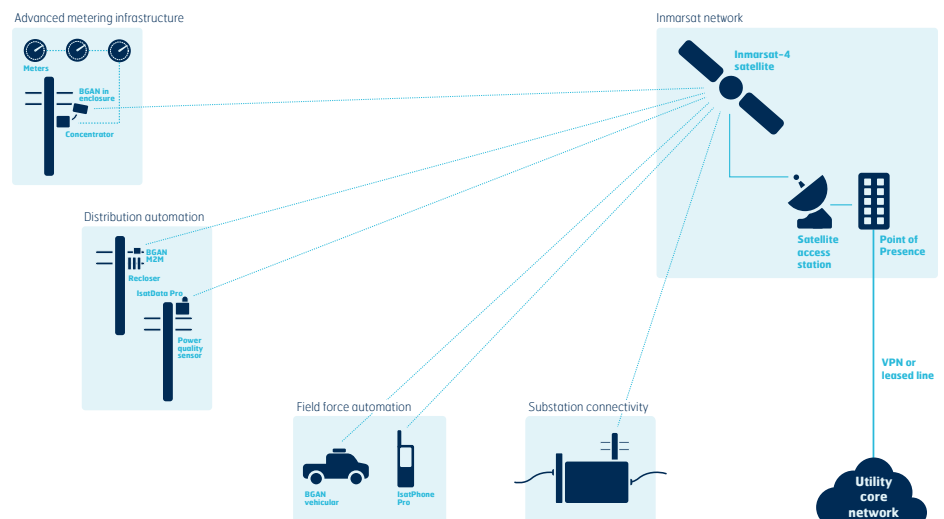 Advanced metering infrastructure
Meters
BGAN in
enclosure
Concentrator
Inmarsat network
Inmarsat-4
satellite
Satellite
access
station
Point of
Presence
Distribution automation
BGAN
M2M
Recloser
IsatData Pro
Power
quality
sensor
VPN or
leased line
Field force automation
BGAN
vehicular
IsatPhone
Pro
Substation connectivity
Utility
core
network